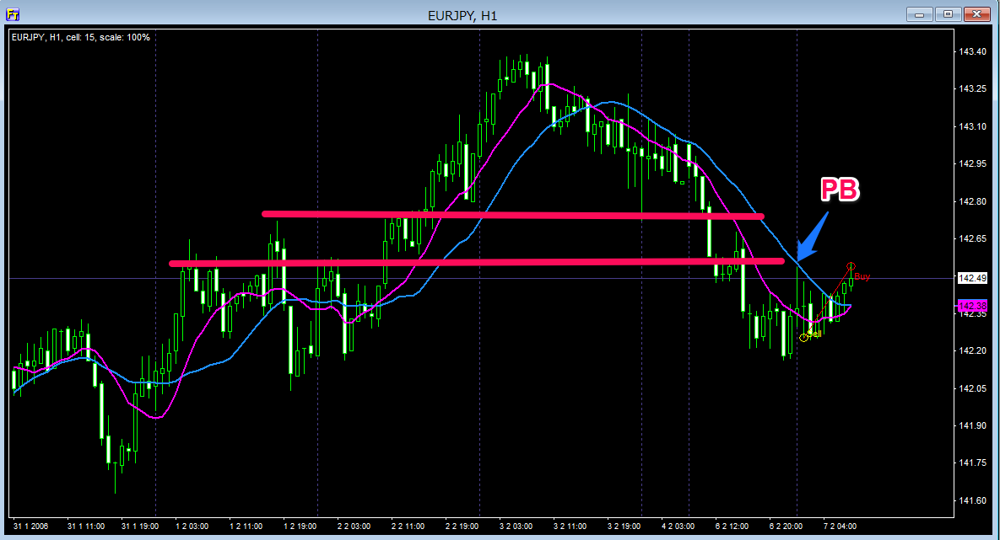 FT
EURJPY, H1
EURJPY, H1, cell: 15, scale: 100%
143.40
143.25
143.10
142.95
142.80
142.65
142.49
142.38
142.35
142.20
142.05
141.90
141.75
141.60
PB
Buy
Sell
31 1 2006
31 1 11:00
31 1 19:00
1 2 03:00
1 2 11:00
1 2 19:00
2 2 03:00
2 2 11:00
2 2 19:00
3 2 03:00
3 2 11:00
3 2 19:00
4 2 03:00
6 2 12:00
6 2 20:00
7 2 04:00